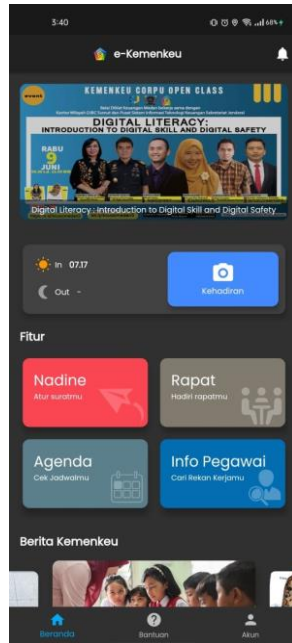 3:40
68%
e-Kemenkeu
event
KEMENKEU CORPU OPEN CLASS
DIGITAL LITERACY:
INTRODUCTION TO DIGITAL SKILL AND DIGITAL SAFETY
RABU
9
JUNI
Digital Literacy : Introduction to Digital Skill and Digital Safety
In 07.17
Out -
Kehadiran
Fitur
Nadine
Atur suratmu
Rapat
Hadiri rapatmu
Agenda
Cek Jadwalmu
Info Pegawai
Cari Rekan Kerjamu
Berita Kemenkeu
Beranda
Bantuan
Akun